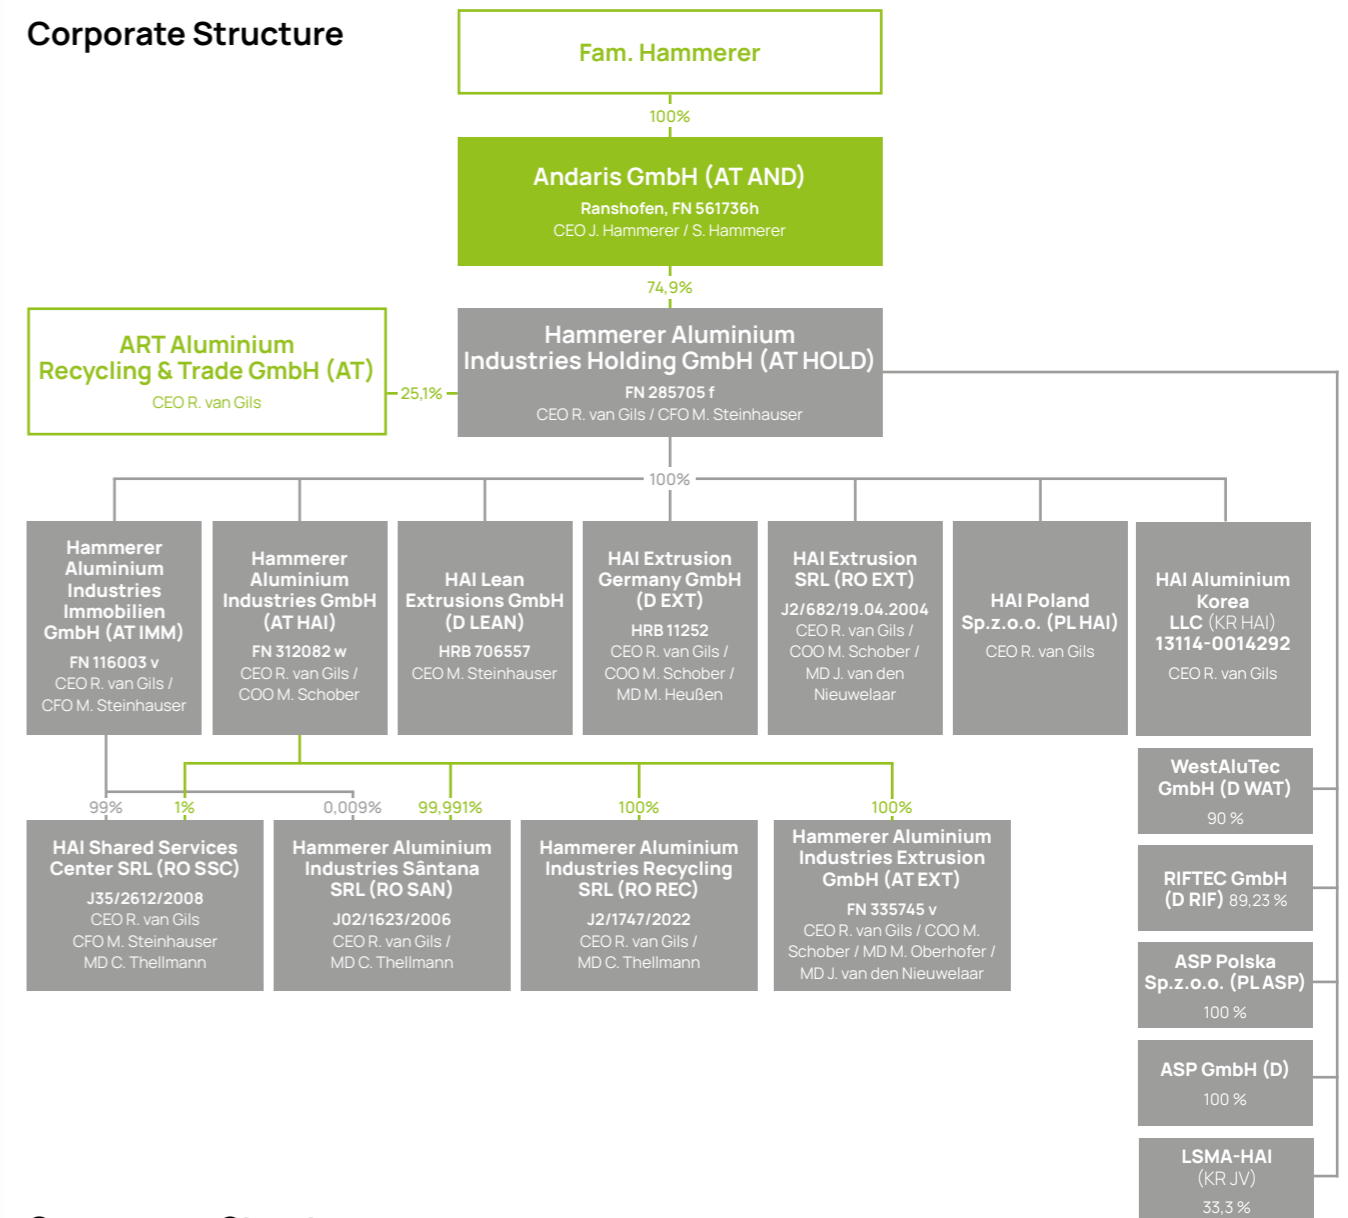 Corporate Structure
Fam. Hammerer
100%
Andaris GmbH (AT AND)
Ranshofen, FN 561736h
CEO J. Hammerer / S. Hammerer
74,9%
ART Aluminium
Recycling & Trade GmbH (AT)
CEO R. van Gils
25,1%
Hammerer Aluminium
Industries Holding GmbH (AT HOLD)
FN 285705 f
CEO R. van Gils / CFO M. Steinhauser
100%
Hammerer
Aluminium
Industries
Immobilien
GmbH (AT IMM)
FN 116003 v
CEO R. van Gils /
CFO M. Steinhauser
Hammerer
Aluminium
Industries GmbH
(AT HAI)
FN 312082 w
CEO R. van Gils /
COO M. Schober
HAI Lean
Extrusions GmbH
(D LEAN)
HRB 706557
CEO M. Steinhauser
HAI Extrusion
Germany GmbH
(D EXT)
HRB 11252
CEO R. van Gils /
COO M. Schober /
MD M. Heußen
HAI Extrusion
SRL (RO EXT)
J2/682/19.04.2004
CEO R. van Gils /
COO M. Schober /
MD J. van den
Nieuwelaar
HAI Poland
Sp.z.o.o. (PL HAI)
CEO R. van Gils
HAI Aluminium
Korea
LLC (KR HAI)
13114-0014292
CEO R. van Gils
99%
1%
0,009%
99,991%
100%
100%
HAI Shared Services
Center SRL (RO SSC)
J35/2612/2008
CEO R. van Gils
CFO M. Steinhauser
MD C. Thellmann
Hammerer Aluminium
Industries Sântana
SRL (RO SAN)
J02/1623/2006
CEO R. van Gils /
MD C. Thellmann
Hammerer Aluminium
Industries Recycling
SRL (RO REC)
J2/1747/2022
CEO R. van Gils /
MD C. Thellmann
Hammerer Aluminium
Industries Extrusion
GmbH (AT EXT)
FN 335745 v
CEO R. van Gils / COO M.
Schober / MD M. Oberhofer /
MD J. van den Nieuwelaar
WestAluTec
GmbH (D WAT)
90 %
RIFTEC GmbH
(D RIF) 89,23 %
ASP Polska
Sp.z.o.o. (PL ASP)
100 %
ASP GmbH (D)
100 %
LSMA-HAI
(KR JV)
33,3 %